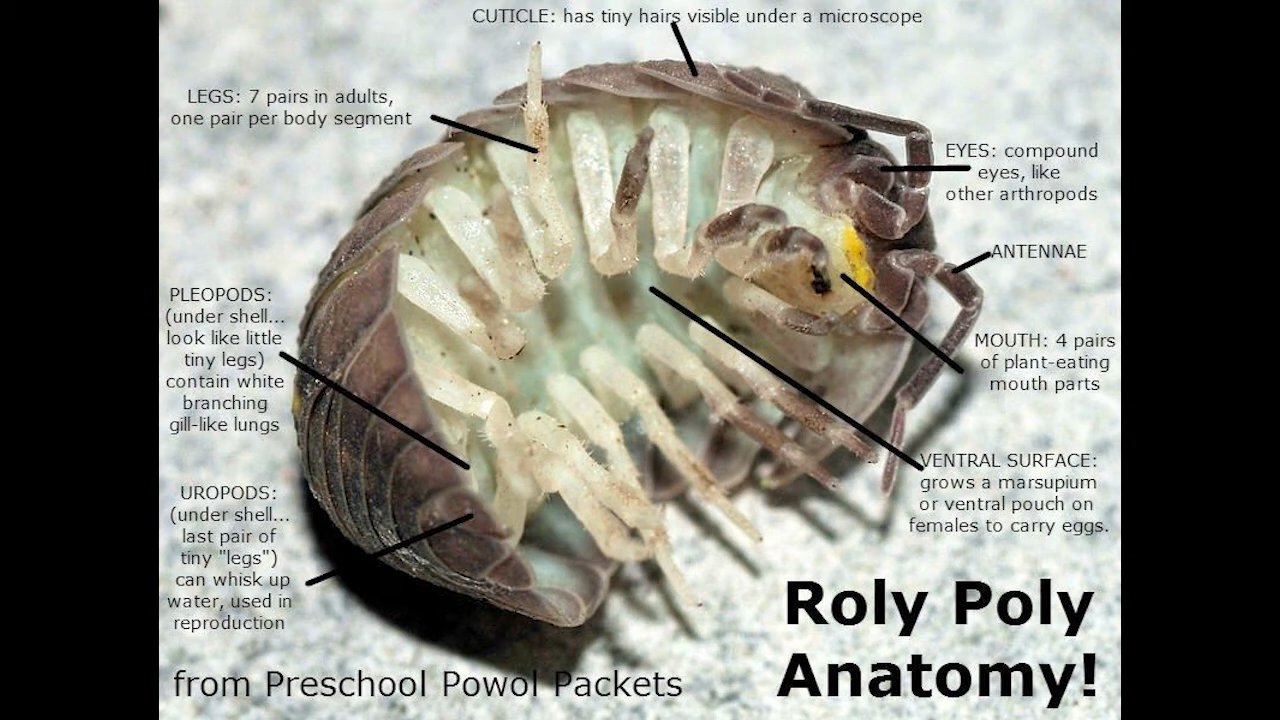 CUTICLE: has tiny hairs visible under a microscope
LEGS: 7 pairs in adults,
one pair per body segment
EYES: compound
eyes, like
other arthropods
ANTENNAE
PLEOPODS:
(under shell...
look like little
tiny legs)
contain white
branching
gill-like lungs
MOUTH: 4 pairs
of plant-eating
mouth parts
VENTRAL SURFACE:
grows a marsupium
or ventral pouch on
females to carry eggs.
UROPODS:
(under shell...
last pair of
tiny "legs")
can whisk up
water, used in
reproduction
Roly Poly
Anatomy!
from Preschool Powol Packets